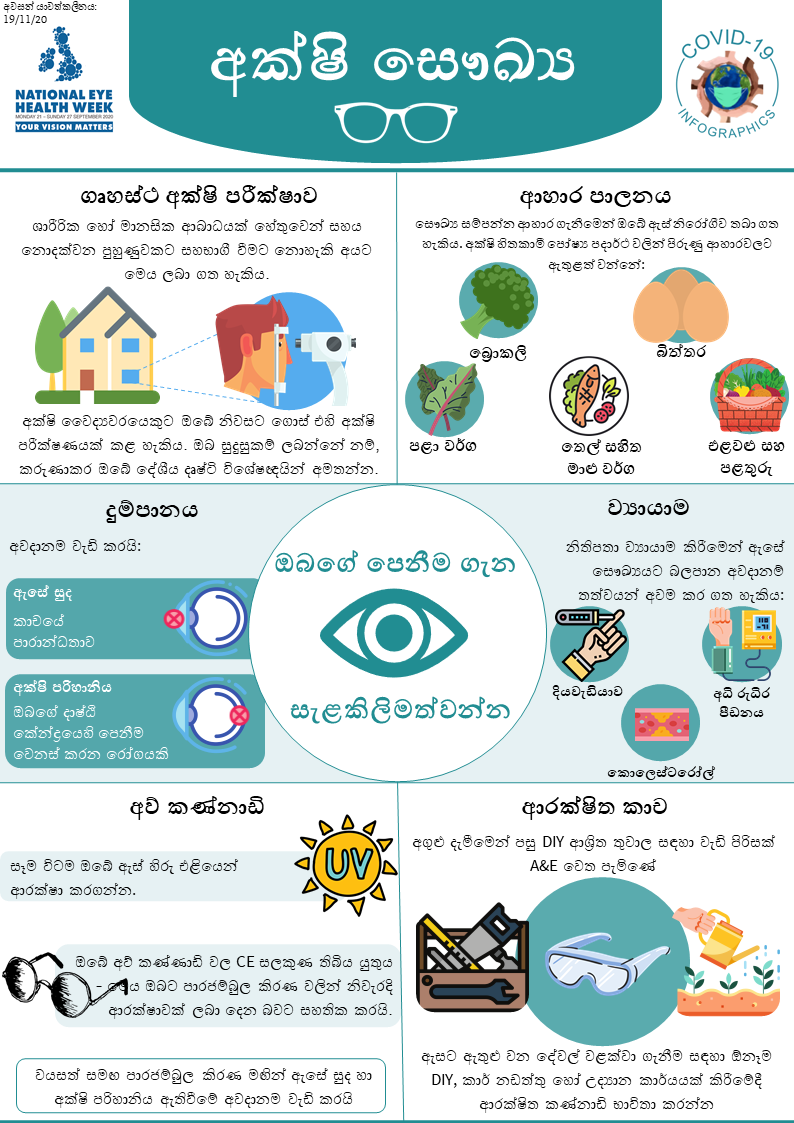 අවසන් යාවත්කලීනය:
19/11/20
NATIONAL EYE
HEALTH WEEK
MONDAY 21 - SUNDAY 27 SEPTEMBER 2020
YOUR VISION MATTERS
අක්ෂි සෞඛ්‍ය
COVID-19
INFOGRAPHICS
ගෘහස්ථ අක්ෂි පරීක්ෂාව
ශාරීරික හෝ මානසික ආබාධයක් හේතුවෙන් සහය
නොදක්වන පුහුණුවකට සහභාගී වීමට නොහැකි අයට
මෙය ලබා ගත හැකිය.
අක්ෂි වෛද්‍යවරයෙකුට ඔබේ නිවසට ගොස් එහි අක්ෂි
පරීක්ෂණයක් කළ හැකිය. ඔබ සුදුසුකම් ලබන්නේ නම්,
කරුණාකර ඔබේ දේශීය දෘෂ්ටි විශේෂඥයින් අමතන්න.
ආහාර පාලනය
සෞඛ්‍ය සම්පන්න ආහාර ගැනීමෙන් ඔබේ ඇස් නිරෝගීව තබා ගත
හැකිය. අක්ෂි හිතකාමී පෝෂ්‍ය පදාර්ථ වලින් පිරුණු ආහාරවලට
ඇතුළත් වන්නේ:
බ්‍රොකලි
බිත්තර
පළා වර්ග
තෙල් සහිත
මාළු වර්ග
එළවළු සහ
පළතුරු
දුම්පානය
අවදානම වැඩි කරයි:
ඇසේ සුද
කාචයේ
පාරාන්ධතාව
අක්ෂි පරිහානිය
ඔබගේ දෘෂ්ඨි
කේන්ද්‍රයෙහි පෙනීම
වෙනස් කරන රෝගයකි
ඔබගේ පෙනීම ගැන
සැළකිලිමත්වන්න
ව්‍යායාම
නිතිපතා ව්‍යායාම කිරීමෙන් ඇසේ
සෞඛ්‍යයට බලපාන අවදානම්
තත්වයන් අවම කර ගත හැකිය:
දියවැඩියාව
අධි රුධිර
පීඩනය
කොලෙස්ටරෝල්
අව් කණ්නාඩි
UV
සෑම විටම ඔබේ ඇස් හිරු එළියෙන්
ආරක්ෂා කරගන්න.
ඔබේ අව් කණ්ණාඩි වල CE සලකුණ තිබිය යුතුය
- මෙය ඔබට පාරජම්බුල කිරණ වලින් නිවැරදි
ආරක්ෂාවක් ලබා දෙන බවට සහතික කරයි.
වයසත් සමඟ පාරජම්බුල කිරණ මඟින් ඇසේ සුද හා
අක්ෂි පරිහානිය ඇතිවීමේ අවදානම වැඩි කරයි
ආරක්ෂිත කාච
අගුළු දැමීමෙන් පසු DIY ආශ්‍රිත තුවාල සඳහා වැඩි පිරිසක්
A&E වෙත පැමිණේ
ඇසට ඇතුළු වන දේවල් වළක්වා ගැනීම සඳහා ඕනෑම
DIY, කාර් නඩත්තු හෝ උද්‍යාන කාර්යයක් කිරීමේදී
ආරක්ෂිත කණ්නාඩි භාවිතා කරන්න